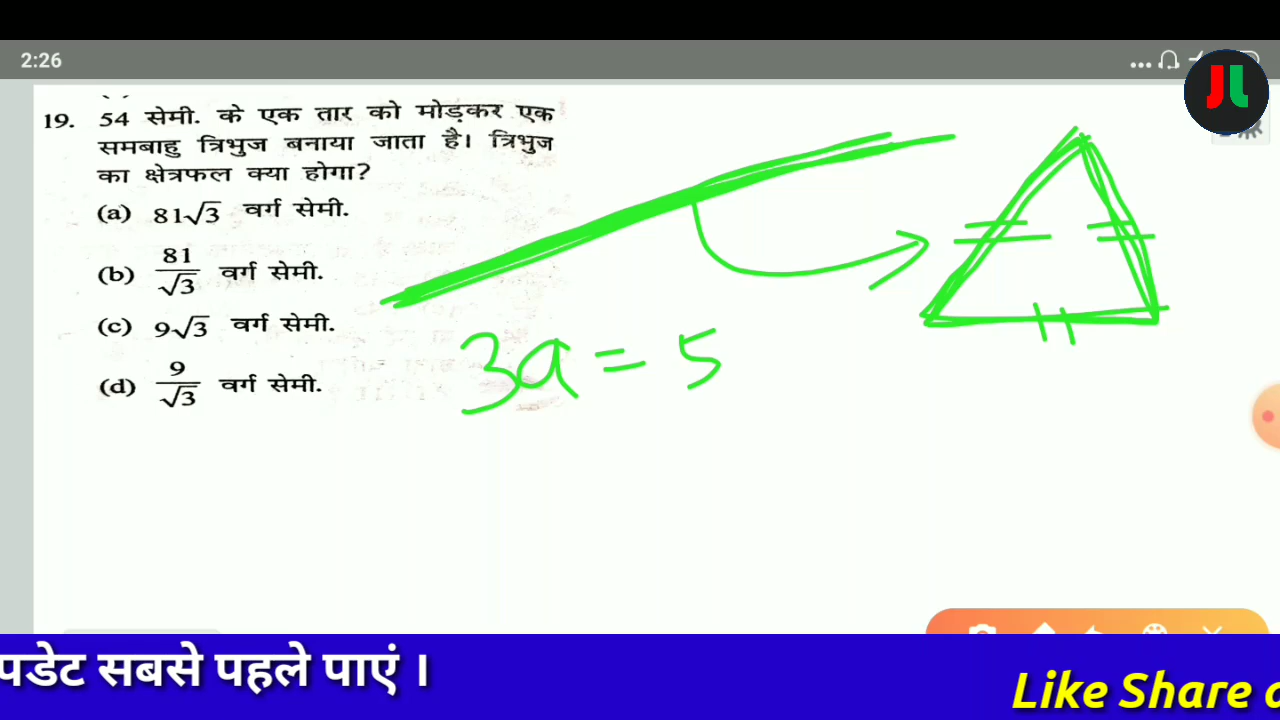 2:26
19. 54 सेमी. के एक तार को मोड़कर एक
समबाहु त्रिभुज बनाया जाता है। त्रिभुज
का क्षेत्रफल क्या होगा?
(a) 81√3 वर्ग सेमी.
(b) 81/√3 वर्ग सेमी.
(c) 9√3 वर्ग सेमी.
(d) 9/√3 वर्ग सेमी.
3a = 5
पडेट सबसे पहले पाएं ।
Like Share